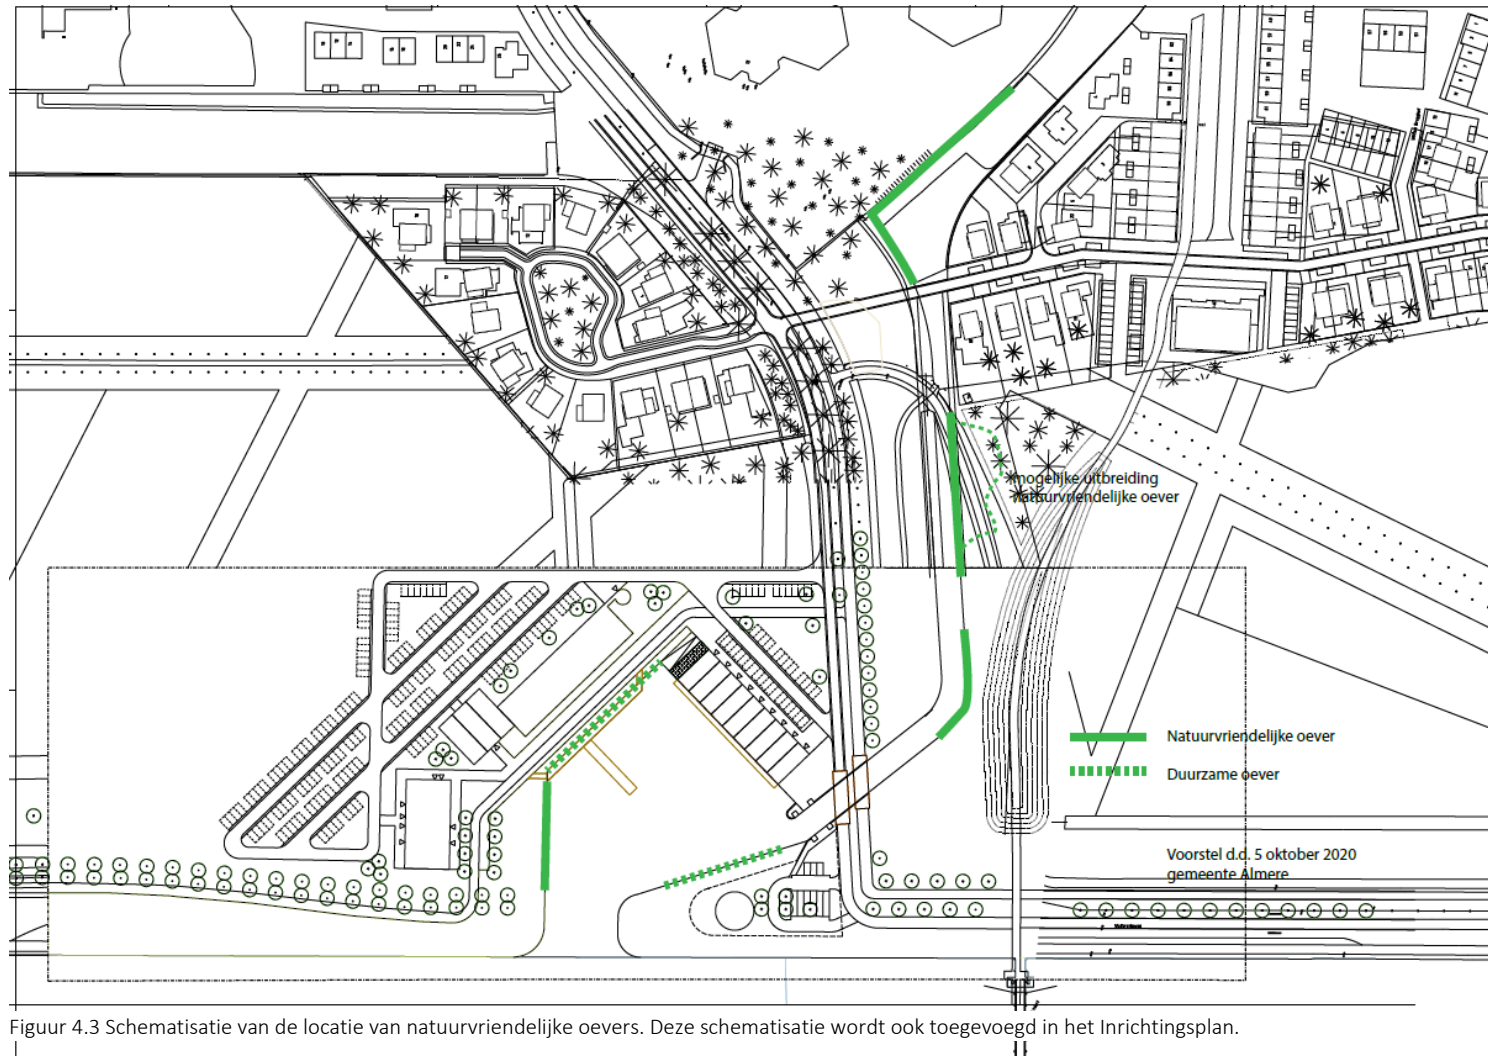 mogelijke uitbreiding
natuurvriendelijke oever
Natuurvriendelijke oever
Duurzame oever
Voorstel d.d. 5 oktober 2020
gemeente Almere
Figuur 4.3 Schematisatie van de locatie van natuurvriendelijke oevers. Deze schematisatie wordt ook toegevoegd in het Inrichtingsplan.